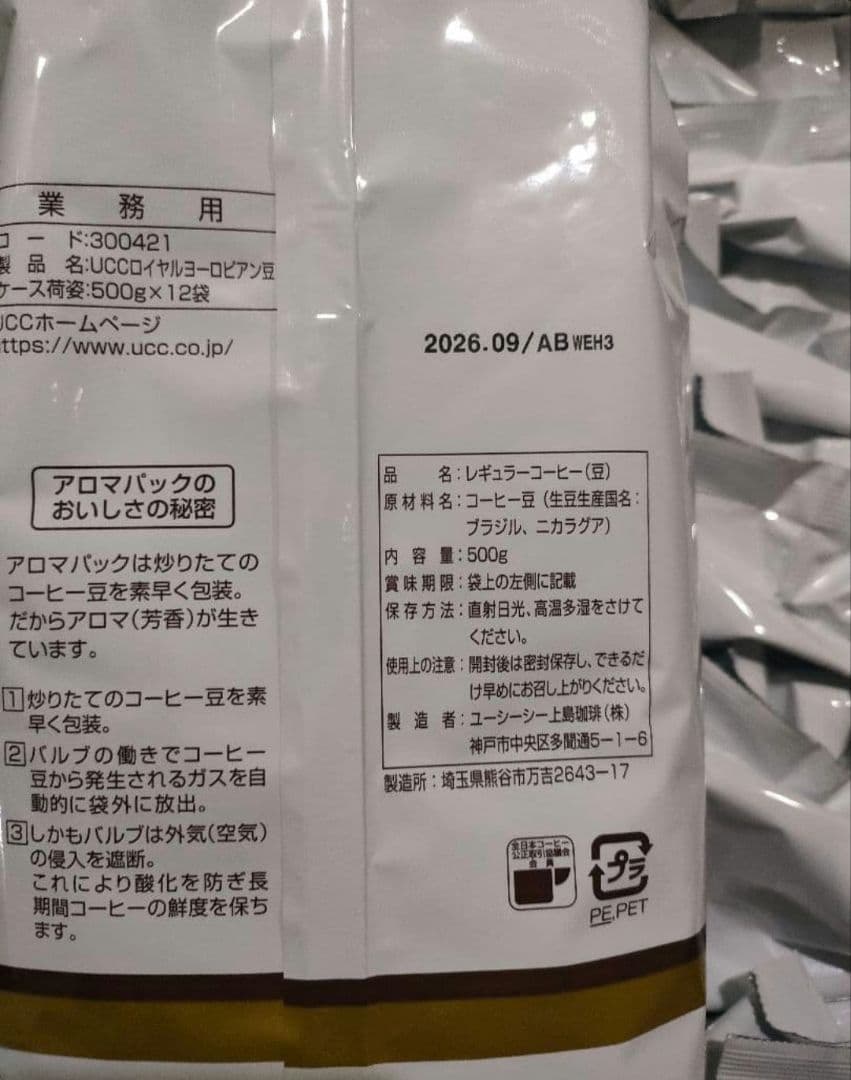 業務用
コード:300421
製品名:UCCロイヤルヨーロピアン豆
ケース荷姿:500g×12袋
UCCホームページ
https://www.ucc.co.jp/
アロマパックの
おいしさの秘密
アロマパックは炒りたての
コーヒー豆を素早く包装。
だからアロマ(芳香)が生き
ています。
1 炒りたてのコーヒー豆を素
早く包装。
2 バルブの働きでコーヒー
豆から発生されるガスを自
動的に袋外に放出。
3 しかもバルブは外気(空気)
の侵入を遮断。
これにより酸化を防ぎ長
期間コーヒーの鮮度を保ち
ます。
2026.09/AB WEH3
品名:レギュラーコーヒー(豆)
原材料名:コーヒー豆(生豆生産国名:
ブラジル、ニカラグア)
内容量:500g
賞味期限:袋上の左側に記載
保存方法:直射日光、高温多湿をさけて
ください。
使用上の注意:開封後は密封保存し、できるだ
け早めにお召し上がりください。
製造者:ユーシーシー上島珈琲(株)
神戸市中央区多聞通5-1-6
製造所:埼玉県熊谷市万吉2643-17
全日本コーヒー
公正取引協議会
会員
プラ
PE,PET